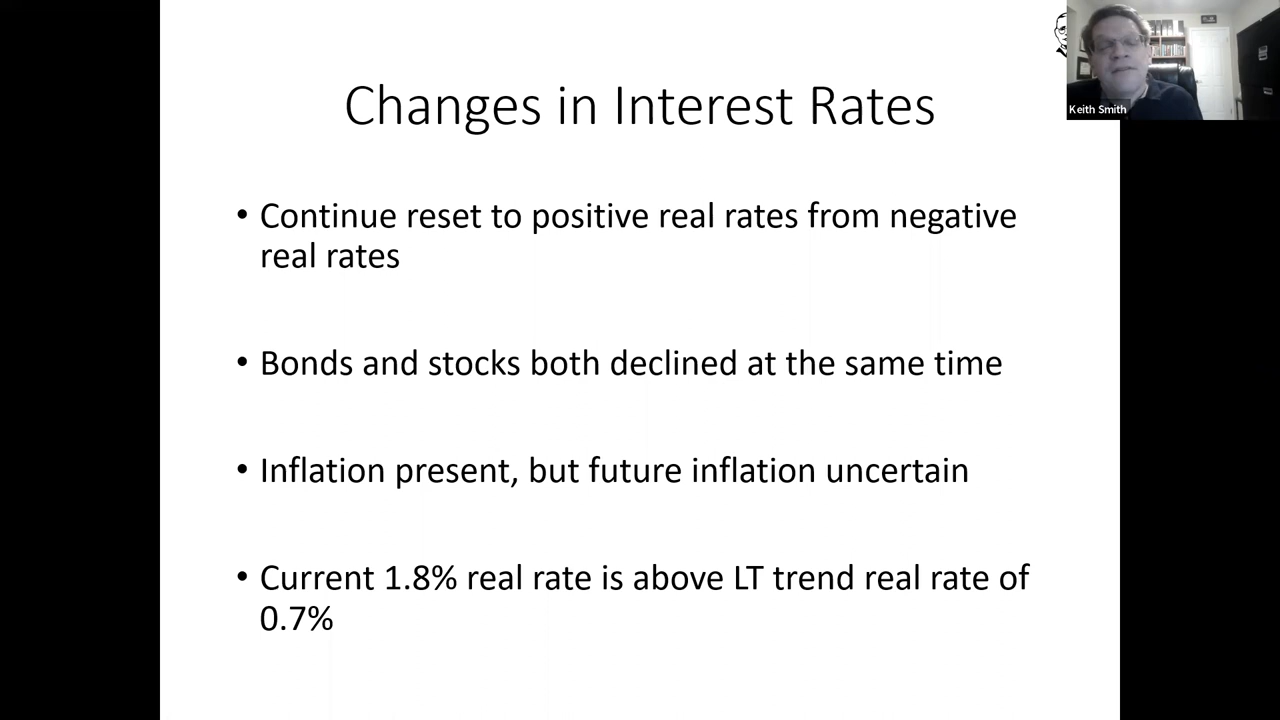 Changes in Interest Rates
Keith Smith
• Continue reset to positive real rates from negative
real rates
• Bonds and stocks both declined at the same time
• Inflation present, but future inflation uncertain
• Current 1.8% real rate is above LT trend real rate of
0.7%